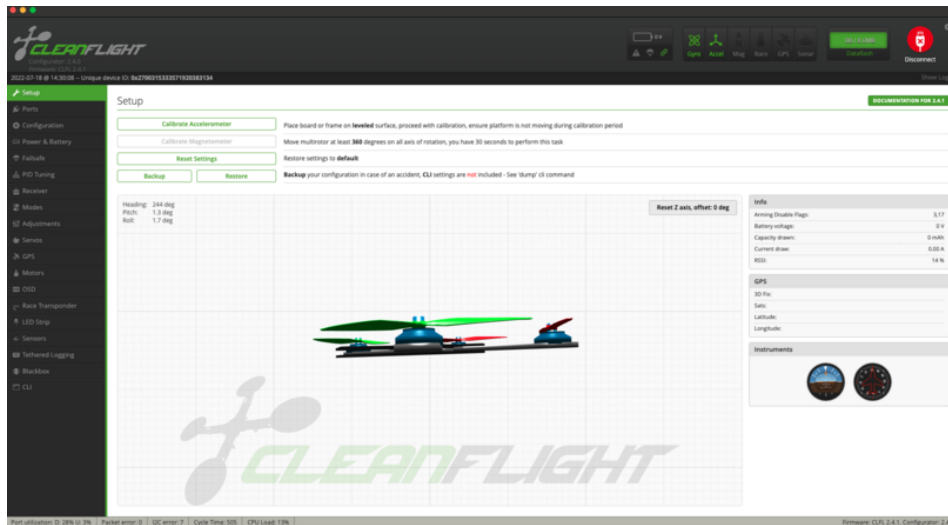 CLEANFLIGHT
Configurator: 2.4.0
Firmware: CLFL 2.4.1
0 V
Gyro Accel Mag Baro GPS Sonar
Dataflash
Disconnect
2022-07-18 @ 14:30:08 -- Unique device ID: 0x2700315333571920383134
Show Log
Setup
Ports
Configuration
Power & Battery
Failsafe
PID Tuning
Receiver
Modes
Adjustments
Servos
GPS
Motors
OSD
Race Transponder
LED Strip
Sensors
Tethered Logging
Blackbox
CLI
Setup
DOCUMENTATION FOR 2.4.1
Calibrate Accelerometer
Place board or frame on leveled surface, proceed with calibration, ensure platform is not moving during calibration period
Calibrate Magnetometer
Move multirotor at least 360 degrees on all axis of rotation, you have 30 seconds to perform this task
Reset Settings
Restore settings to default
Backup Restore
Backup your configuration in case of an accident, CLI settings are not included - See 'dump' cli command
Heading: 244 deg
Pitch: 1.3 deg
Roll: 1.7 deg
Reset Z axis, offset: 0 deg
CLEANFLIGHT
Info
Arming Disable Flags: 3,17
Battery voltage: 0 V
Capacity drawn: 0 mAh
Current draw: 0.00 A
RSSI: 14 %
GPS
3D Fix:
Sats:
Latitude:
Longitude:
Instruments
Port utilization: D: 28% U: 3% Packet error: 0 I2C error: 7 Cycle Time: 505 CPU Load: 13%
Firmware: CLFL 2.4.1, Configurator: 2.4